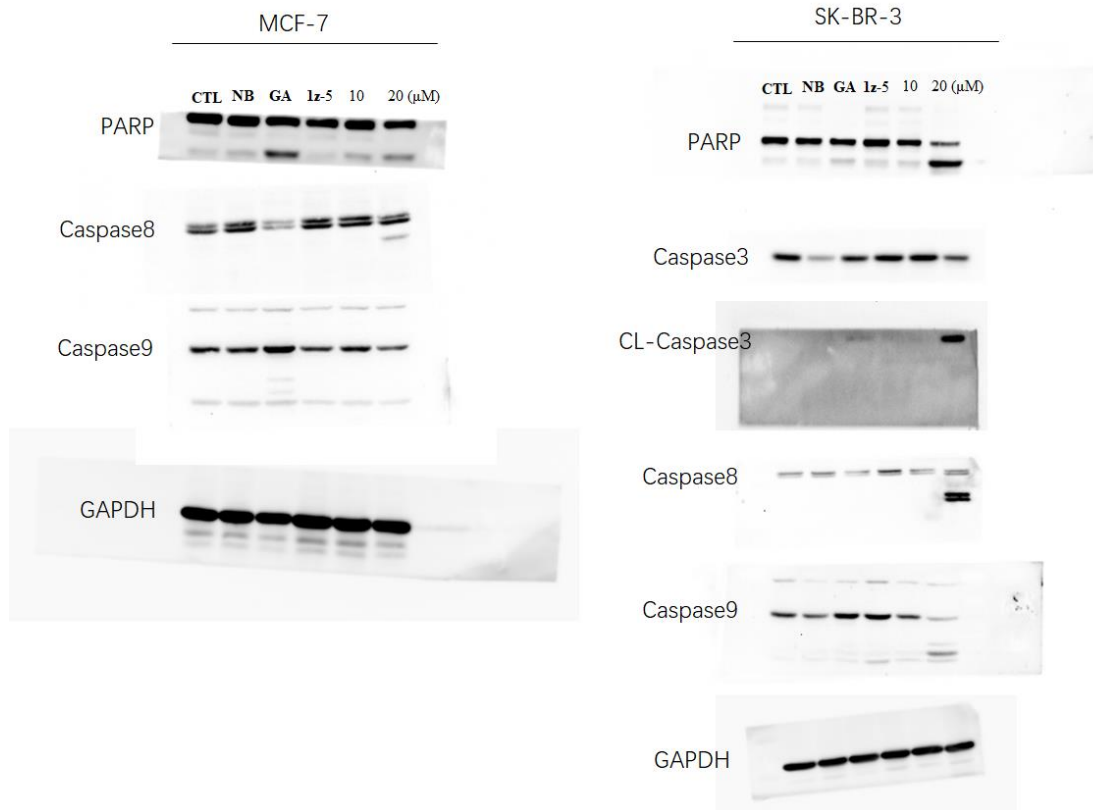 MCF-7
CTL NB GA 1z-5 10 20 (μM)
PARP
Caspase8
Caspase9
GAPDH
SK-BR-3
CTL NB GA 1z-5 10 20 (μM)
PARP
Caspase3
CL-Caspase3
Caspase8
Caspase9
GAPDH